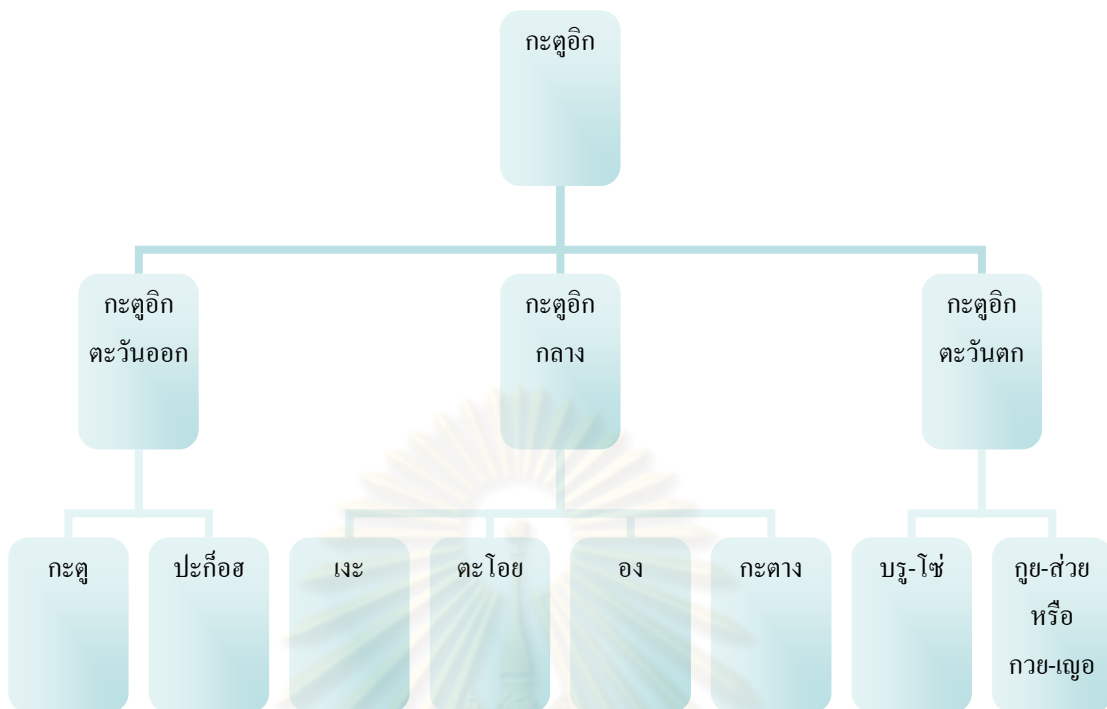 กะตูอิก
กะตูอิก
ตะวันออก
กะตูอิก
กลาง
กะตูอิก
ตะวันตก
กะตู
ปะก็อฮ
เงะ
ตะโอย
อง
กะตาง
บรู-โซ่
กูย-ส่วย
หรือ
กวย-เญอ